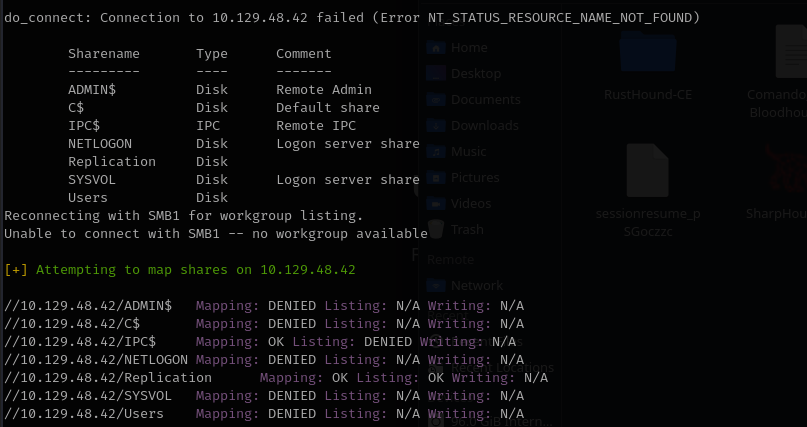 do_connect: Connection to 10.129.48.42 failed (Error NT_STATUS_RESOURCE_NAME_NOT_FOUND)
Sharename Type Comment
--------- ---- -------
ADMIN$ Disk Remote Admin
C$ Disk Default share
IPC$ IPC Remote IPC
NETLOGON Disk Logon server share
Replication Disk
SYSVOL Disk Logon server share
Users Disk
Reconnecting with SMB1 for workgroup listing.
Unable to connect with SMB1 -- no workgroup available
[+] Attempting to map shares on 10.129.48.42
//10.129.48.42/ADMIN$ Mapping: DENIED Listing: N/A Writing: N/A
//10.129.48.42/C$ Mapping: DENIED Listing: N/A Writing: N/A
//10.129.48.42/IPC$ Mapping: OK Listing: DENIED Writing: N/A
//10.129.48.42/NETLOGON Mapping: DENIED Listing: N/A Writing: N/A
//10.129.48.42/Replication Mapping: OK Listing: OK Writing: N/A
//10.129.48.42/SYSVOL Mapping: DENIED Listing: N/A Writing: N/A
//10.129.48.42/Users Mapping: DENIED Listing: N/A Writing: N/A
Home
Desktop
Documents
Downloads
Music
Pictures
Videos
Trash
Remote
Network
Recent Locations
RustHound-CE
Comando
Bloodhou
sessionresume_p
SGoczzc
SharpHou